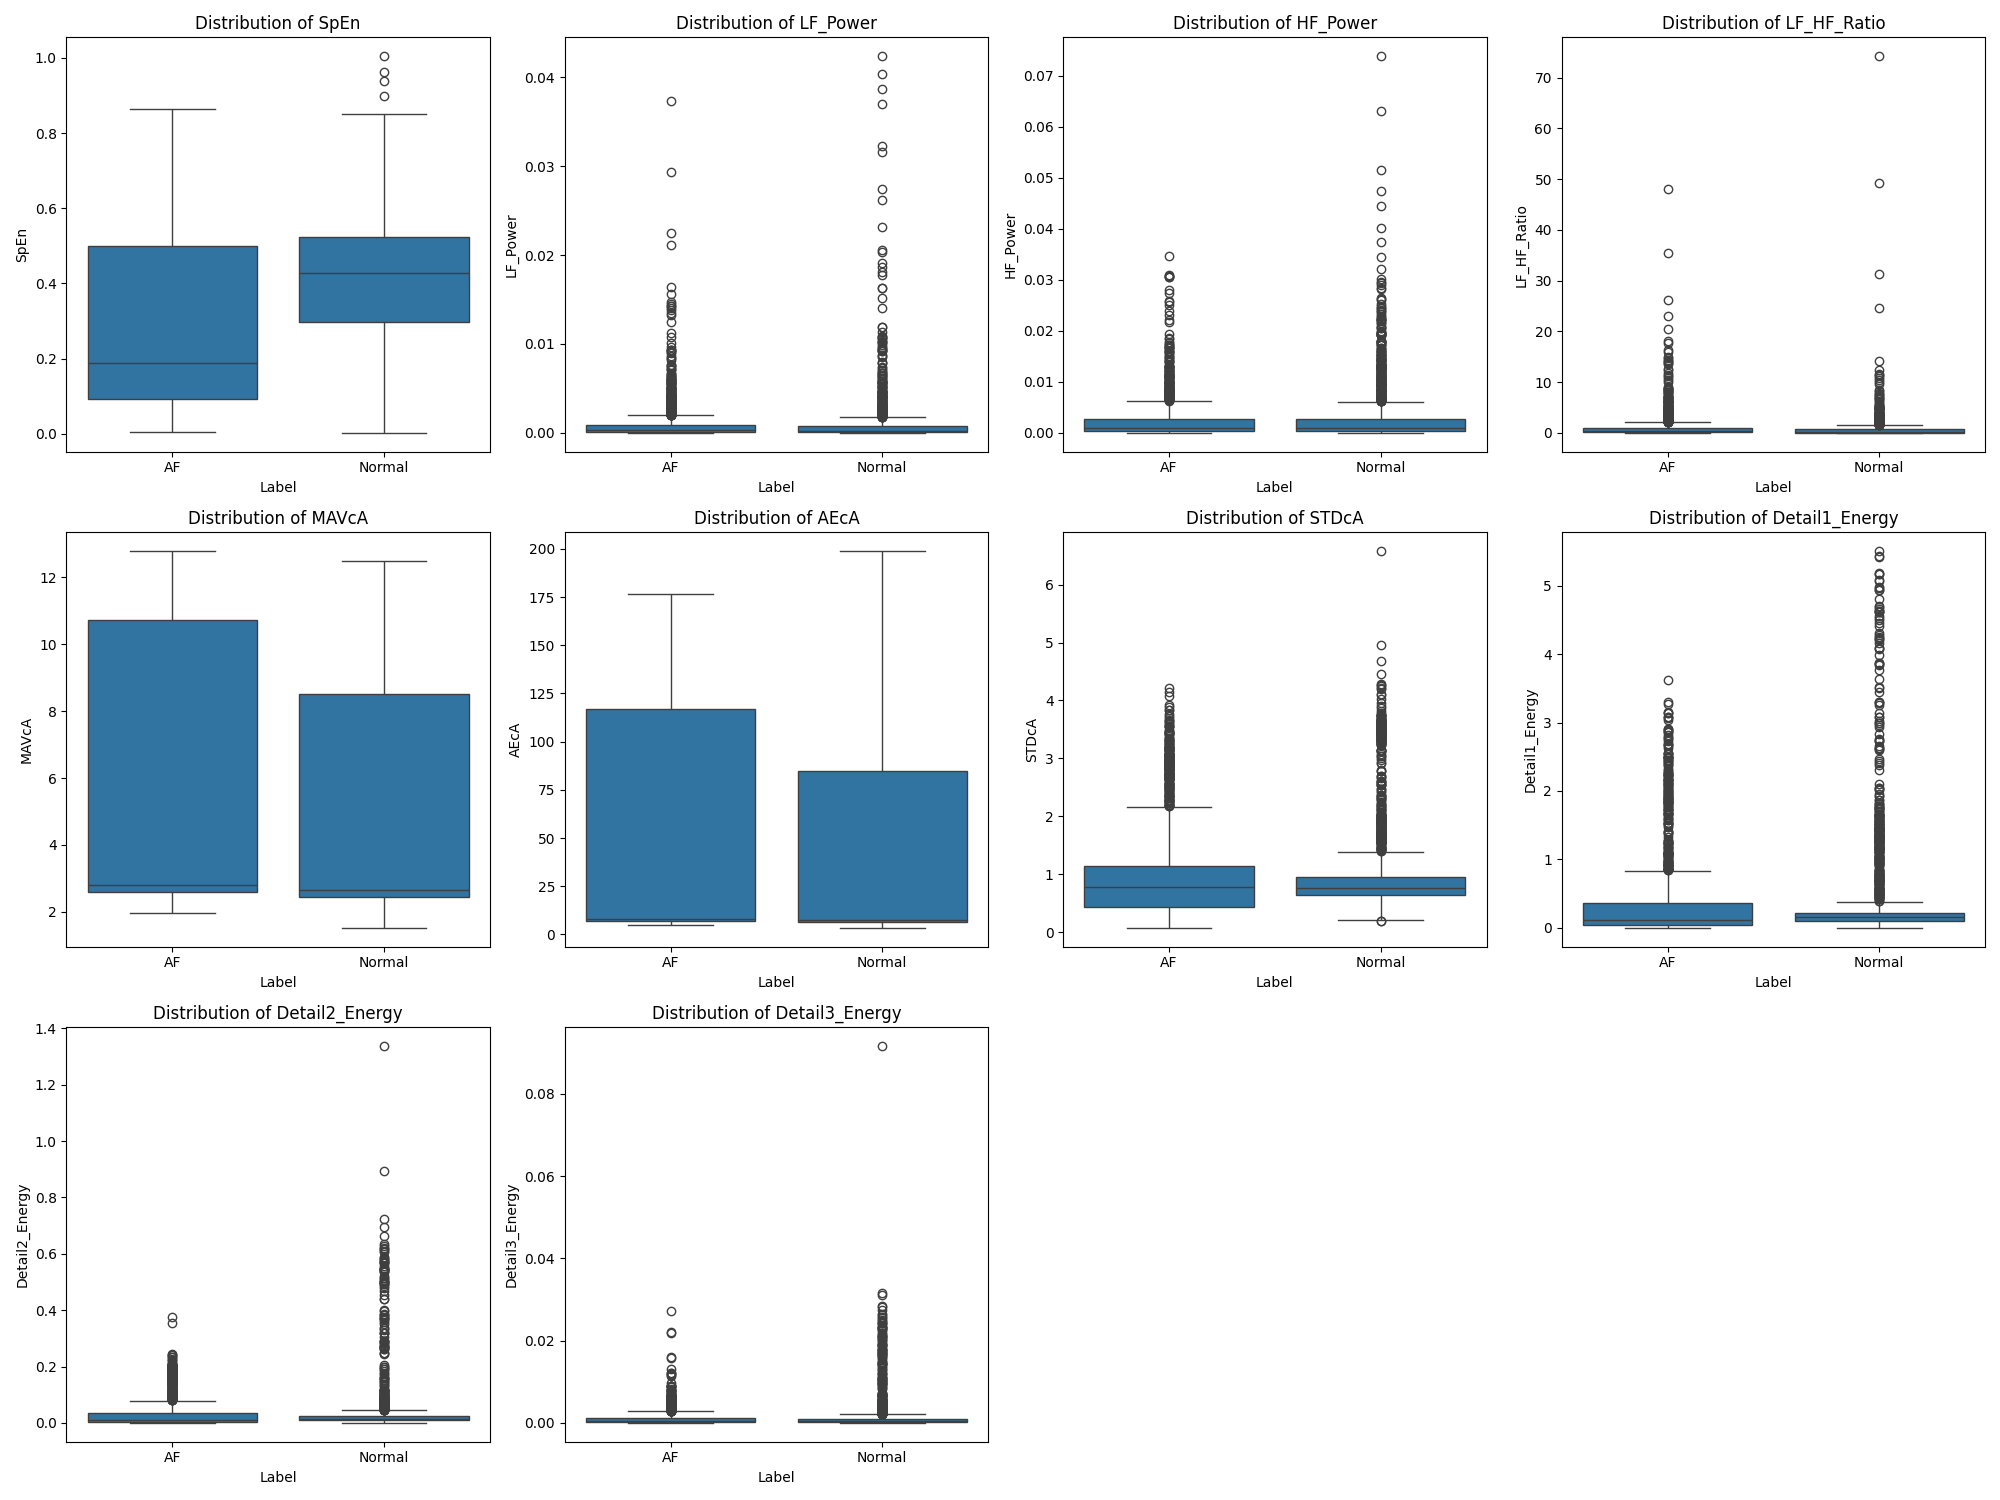 Distribution of SpEn
1.0
0.8
0.6
0.4
0.2
0.0
SpEn
AF Normal
Label
Distribution of LF_Power
0.04
0.03
0.02
0.01
0.00
LF_Power
AF Normal
Label
Distribution of HF_Power
0.07
0.06
0.05
0.04
0.03
0.02
0.01
0.00
HF_Power
AF Normal
Label
Distribution of LF_HF_Ratio
70
60
50
40
30
20
10
0
LF_HF_Ratio
AF Normal
Label
Distribution of MAVcA
12
10
8
6
4
2
MAVcA
AF Normal
Label
Distribution of AEcA
200
175
150
125
100
75
50
25
0
AEcA
AF Normal
Label
Distribution of STDcA
6
5
4
3
2
1
0
STDcA
AF Normal
Label
Distribution of Detail1_Energy
5
4
3
2
1
0
Detail1_Energy
AF Normal
Label
Distribution of Detail2_Energy
1.4
1.2
1.0
0.8
0.6
0.4
0.2
0.0
Detail2_Energy
AF Normal
Label
Distribution of Detail3_Energy
0.08
0.06
0.04
0.02
0.00
Detail3_Energy
AF Normal
Label